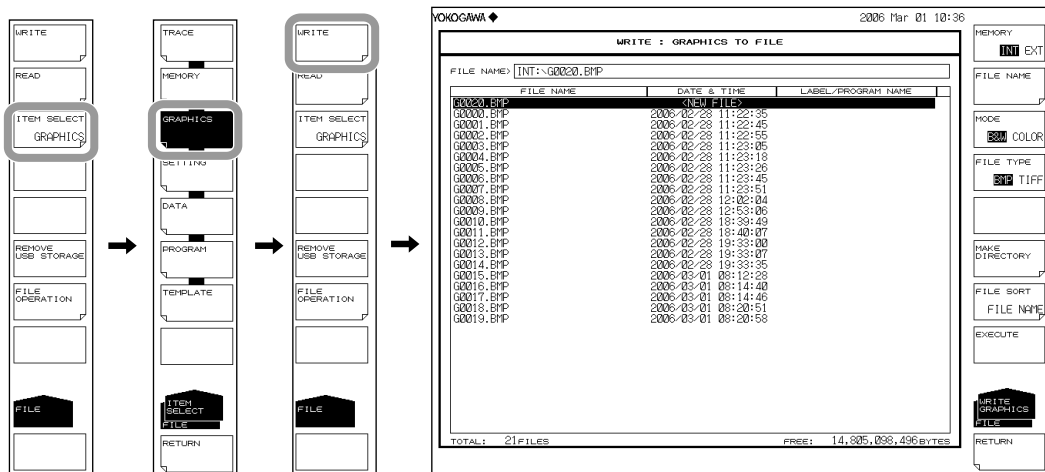 WRITE
READ
ITEM SELECT
GRAPHICS
REMOVE
USB STORAGE
FILE
OPERATION
FILE
TRACE
MEMORY
GRAPHICS
SETTING
DATA
PROGRAM
TEMPLATE
ITEM
SELECT
FILE
RETURN
WRITE
READ
ITEM SELECT
GRAPHICS
REMOVE
USB STORAGE
FILE
OPERATION
FILE
YOKOGAWA ◆ 2006 Mar 01 10:36
WRITE : GRAPHICS TO FILE
FILE NAME> INT:\G0020.BMP
FILE NAME DATE & TIME LABEL/PROGRAM NAME
G0020.BMP <NEW FILE>
G0000.BMP 2006/02/28 11:22:35
G0001.BMP 2006/02/28 11:22:45
G0002.BMP 2006/02/28 11:22:55
G0003.BMP 2006/02/28 11:23:05
G0004.BMP 2006/02/28 11:23:18
G0005.BMP 2006/02/28 11:23:26
G0006.BMP 2006/02/28 11:23:45
G0007.BMP 2006/02/28 11:23:51
G0008.BMP 2006/02/28 12:02:04
G0009.BMP 2006/02/28 12:53:06
G0010.BMP 2006/02/28 18:39:49
G0011.BMP 2006/02/28 18:40:07
G0012.BMP 2006/02/28 19:33:00
G0013.BMP 2006/02/28 19:33:07
G0014.BMP 2006/02/28 19:33:35
G0015.BMP 2006/03/01 08:12:28
G0016.BMP 2006/03/01 08:14:40
G0017.BMP 2006/03/01 08:14:46
G0018.BMP 2006/03/01 08:20:51
G0019.BMP 2006/03/01 08:20:58
TOTAL: 21FILES FREE: 14,805,098,496BYTES
MEMORY
INT EXT
FILE NAME
MODE
B&W COLOR
FILE TYPE
BMP TIFF
MAKE
DIRECTORY
FILE SORT
FILE NAME
EXECUTE
WRITE
GRAPHICS
FILE
RETURN